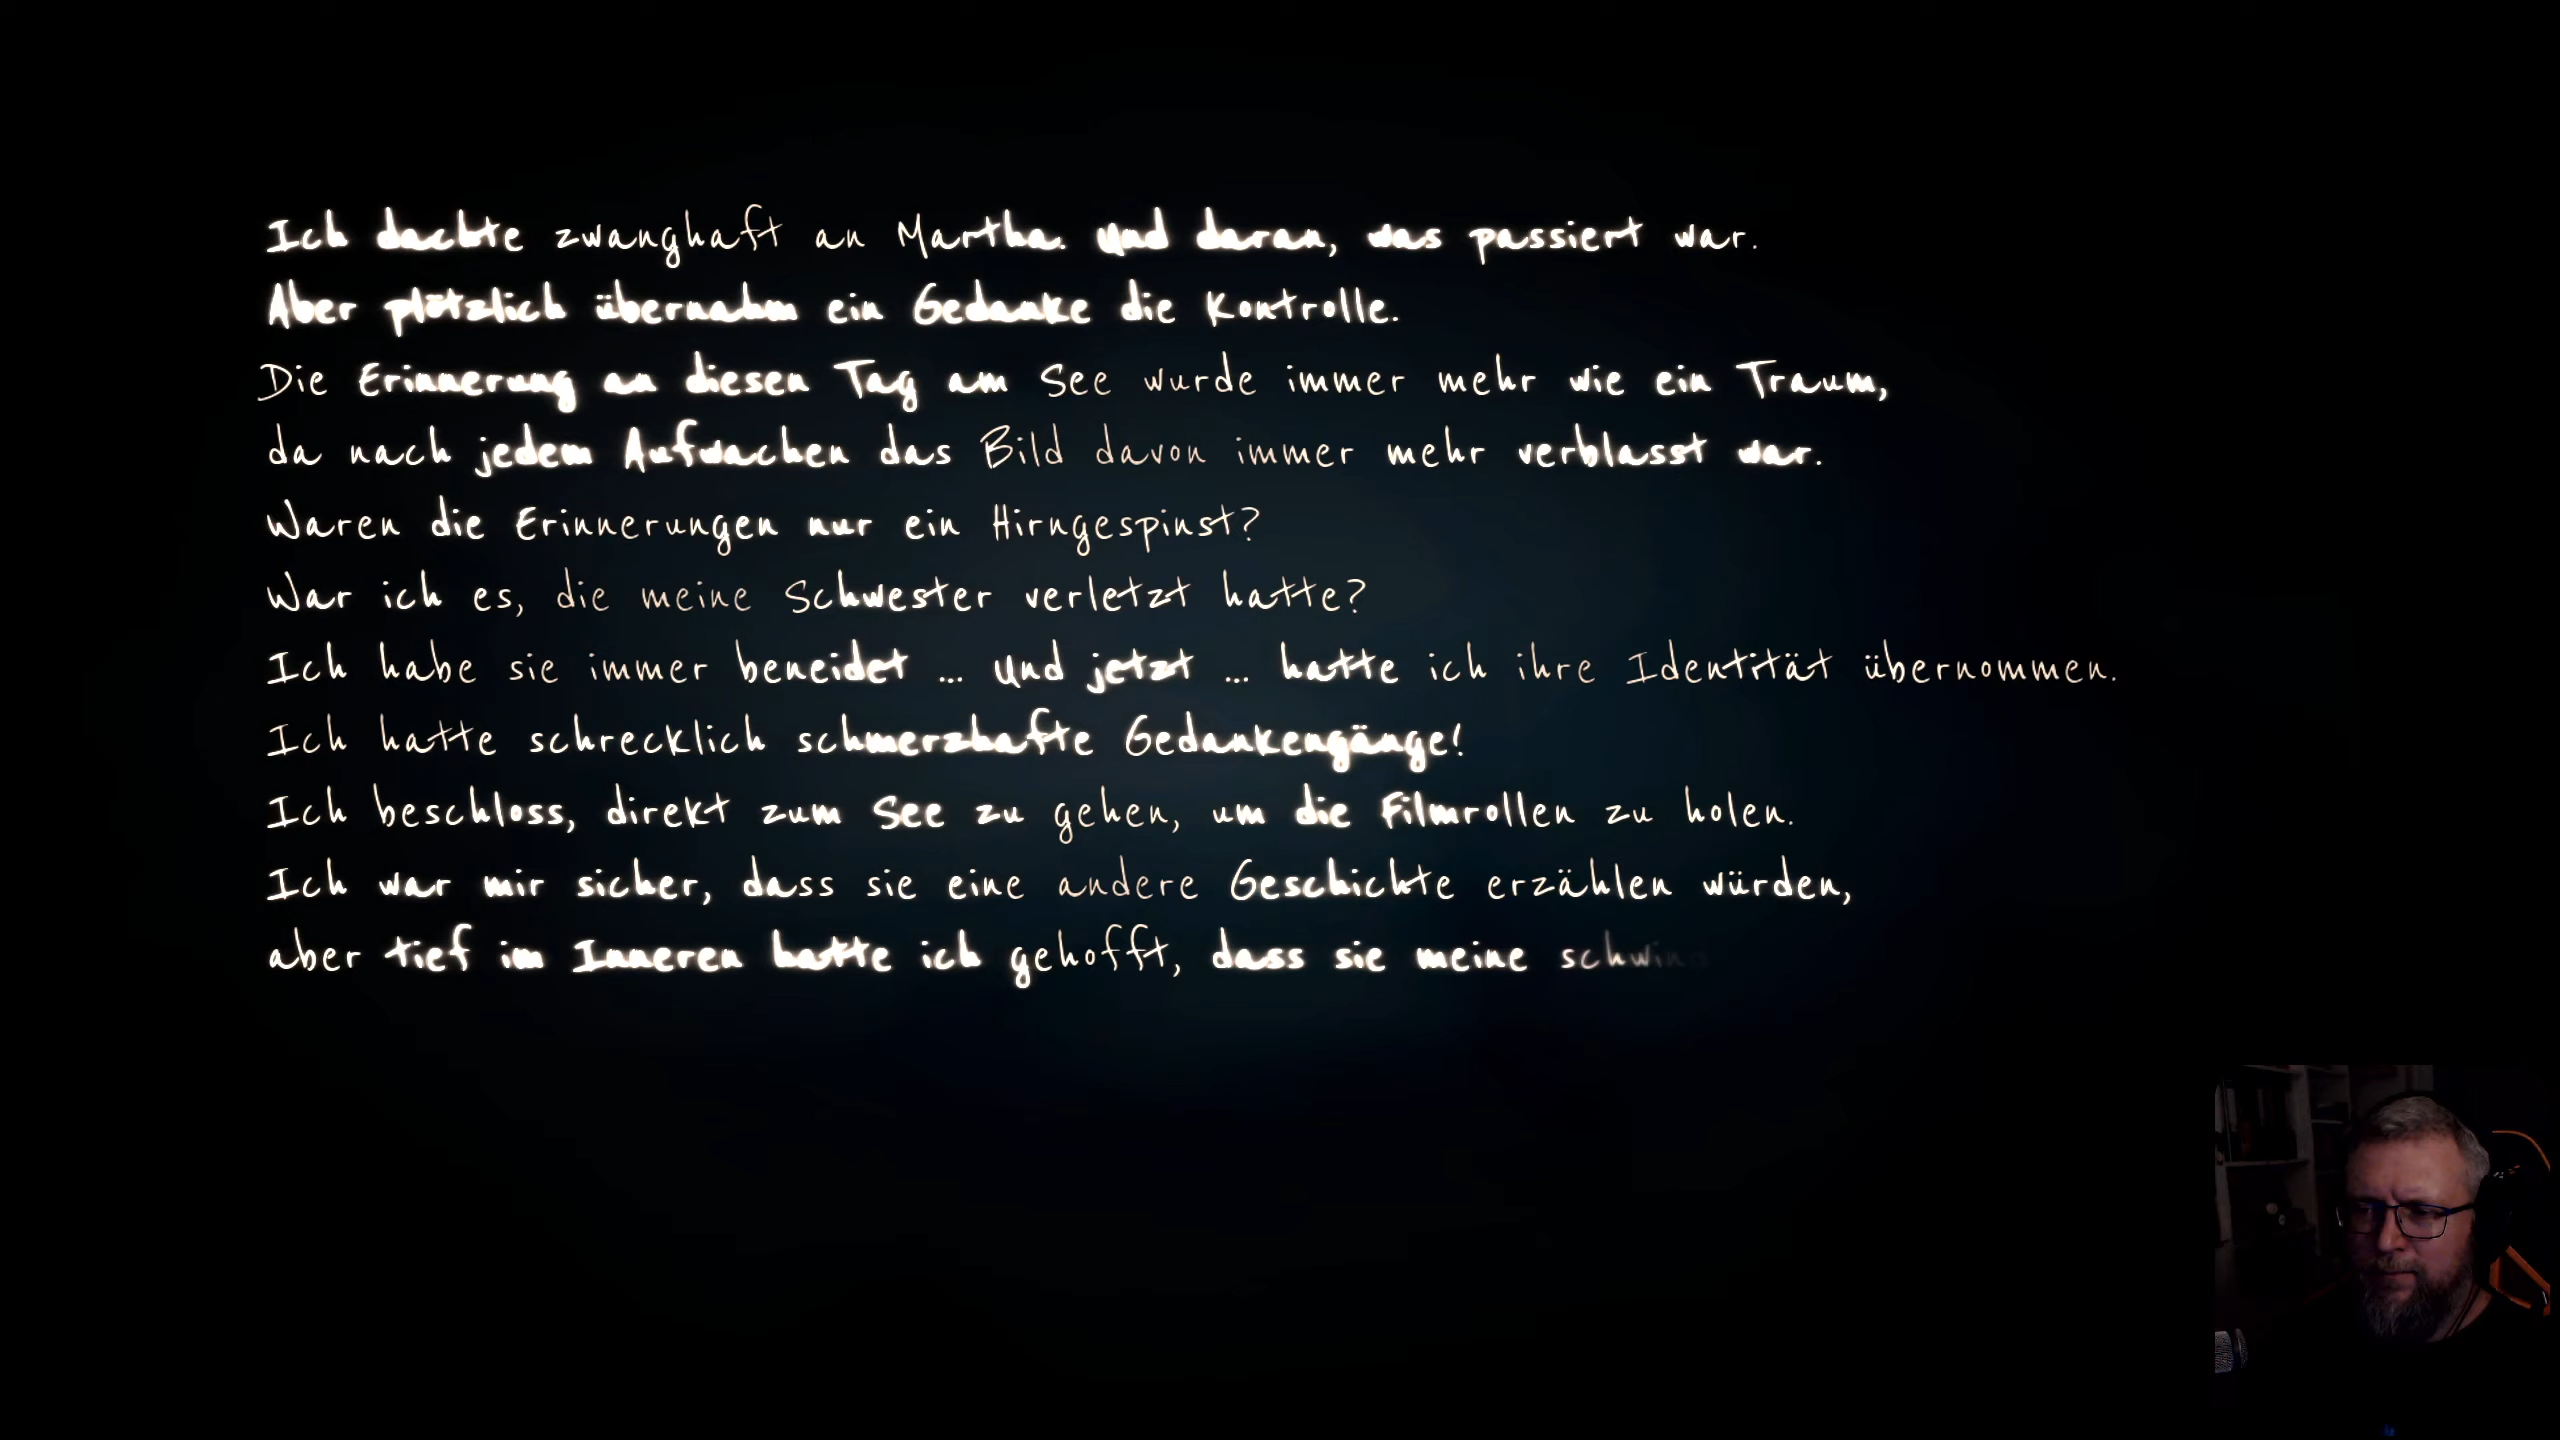 Ich dachte zwanghaft an Martha. Und daran, was passiert war.
Aber plötzlich übernahm ein Gedanke die Kontrolle.
Die Erinnerung an diesen Tag am See wurde immer mehr wie ein Traum,
da nach jedem Aufwachen das Bild davon immer mehr verblasst war.
Waren die Erinnerungen nur ein Hirngespinst?
War ich es, die meine Schwester verletzt hatte?
Ich habe sie immer beneidet ... Und jetzt ... hatte ich ihre Identität übernommen.
Ich hatte schrecklich schmerzhafte Gedankengänge!
Ich beschloss, direkt zum See zu gehen, um die Filmrollen zu holen.
Ich war mir sicher, dass sie eine andere Geschichte erzählen würden,
aber tief im Inneren hatte ich gehofft, dass sie meine